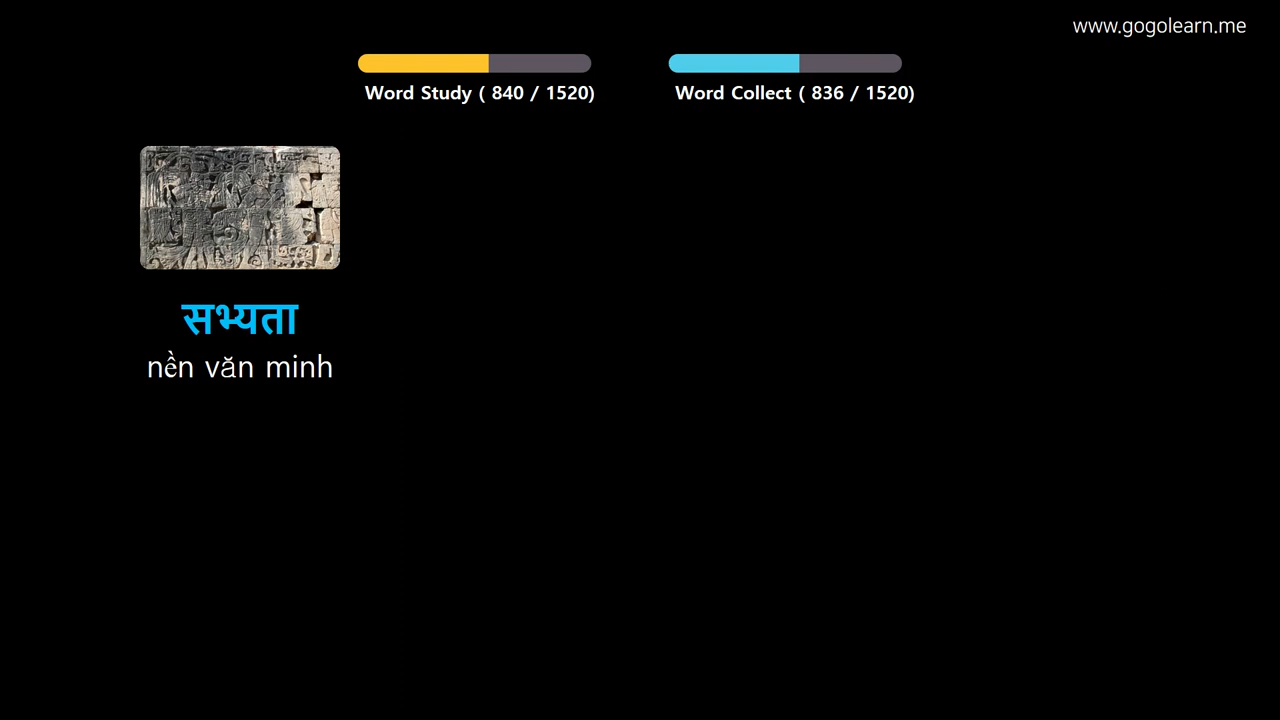 www.gogolearn.me
Word Study ( 840 / 1520)
Word Collect ( 836 / 1520)
सभ्यता
nền văn minh